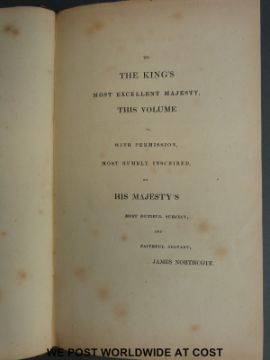 TO
THE KING'S
MOST EXCELLENT MAJESTY,
THIS VOLUME
IS,
WITH PERMISSION,
MOST HUMBLY INSCRIBED,
BY
HIS MAJESTY'S
MOST DUTIFUL SUBJECT,
AND
FAITHFUL SERVANT,
JAMES NORTHCOTE.
WE POST WORLDWIDE AT COST